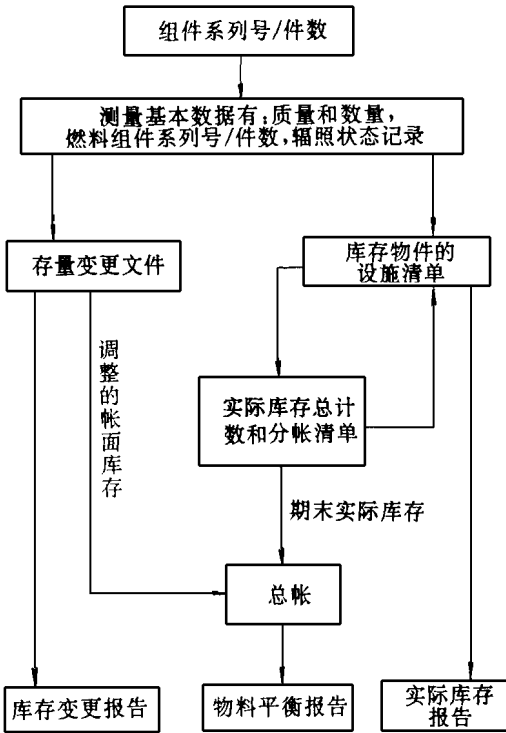 组件系列号/件数
测量基本数据有:质量和数量,
燃料组件系列号/件数,辐照状态记录
存量变更文件
库存物件的
设施清单
调整的帐面库存
实际库存总计
数和分帐清单
期末实际库存
总帐
库存变更报告
物料平衡报告
实际库存
报告